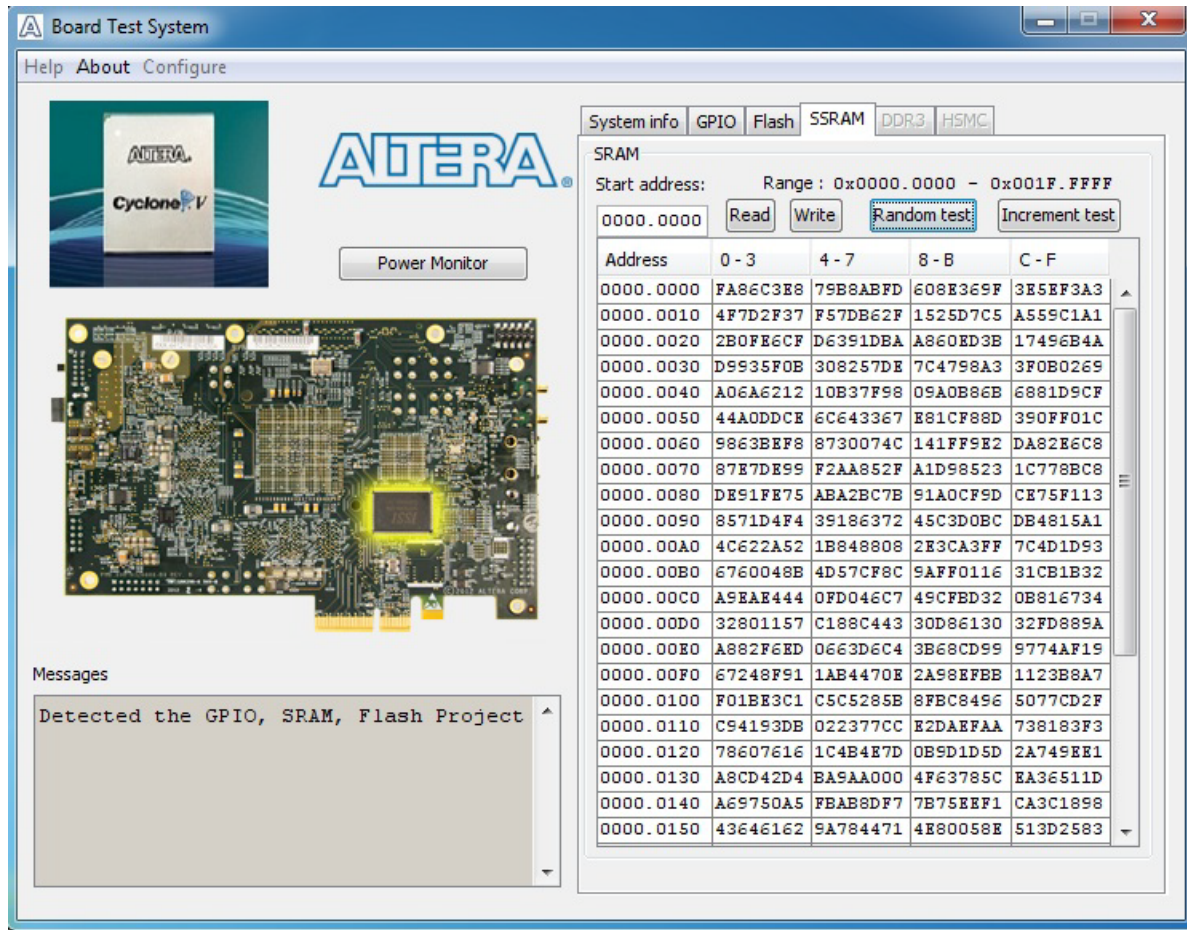 Board Test System
Help About Configure
ALTERA.
Cyclone V
ALTERA®
Power Monitor
ISSI
Messages
Detected the GPIO, SRAM, Flash Project
System info GPIO Flash SSRAM DDR3 HSMC
SRAM
Start address: Range : 0x0000.0000 - 0x001F.FFFF
0000.0000 Read Write Random test Increment test
Address 0 - 3 4 - 7 8 - B C - F
0000.0000 FA86C3E8 79B8ABFD 608E369F 3E5EF3A3
0000.0010 4F7D2F37 F57DB62F 1525D7C5 A559C1A1
0000.0020 2B0FE6CF D6391DBA A860ED3B 17496B4A
0000.0030 D9935F0B 308257DE 7C4798A3 3F0B0269
0000.0040 A06A6212 10B37F98 09A0B86B 6881D9CF
0000.0050 44A0DDCE 6C643367 E81CF88D 390FF01C
0000.0060 9863BEF8 8730074C 141FF9E2 DA82E6C8
0000.0070 87E7DE99 F2AA852F A1D98523 1C778BC8
0000.0080 DE91FE75 ABA2BC7B 91A0CF9D CE75F113
0000.0090 8571D4F4 39186372 45C3D0BC DB4815A1
0000.00A0 4C622A52 1B848808 2E3CA3FF 7C4D1D93
0000.00B0 6760048B 4D57CF8C 9AFF0116 31CB1B32
0000.00C0 A9EAE444 0FD046C7 49CFBD32 0B816734
0000.00D0 32801157 C188C443 30D86130 32FD889A
0000.00E0 A882F6ED 0663D6C4 3B68CD99 9774AF19
0000.00F0 67248F91 1AB4470E 2A98EFBB 1123B8A7
0000.0100 F01BE3C1 C5C5285B 8FBC8496 5077CD2F
0000.0110 C94193DB 022377CC E2DAEFAA 738183F3
0000.0120 78607616 1C4B4E7D 0B9D1D5D 2A749EE1
0000.0130 A8CD42D4 BA9AA000 4F63785C EA36511D
0000.0140 A69750A5 FBAB8DF7 7B75EEF1 CA3C1898
0000.0150 43646162 9A784471 4E80058E 513D2583